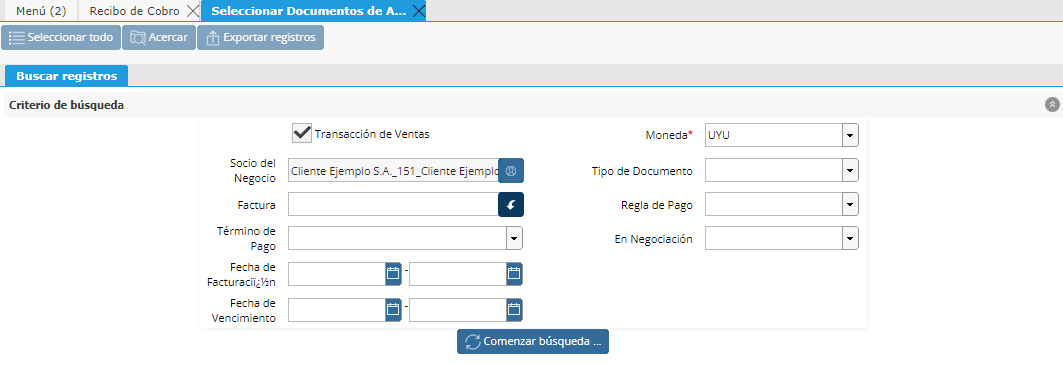 Menú (2)
Recibo de Cobro
Seleccionar Documentos de A...
Seleccionar todo
Acercar
Exportar registros
Buscar registros
Criterio de búsqueda
Transacción de Ventas
Moneda*
UYU
Socio del
Negocio
Cliente Ejemplo S.A._151_Cliente Ejemplo
Tipo de Documento
Factura
Regla de Pago
Término de
Pago
En Negociación
Fecha de
Facturaciï¿½n
-
Fecha de
Vencimiento
-
Comenzar búsqueda ...